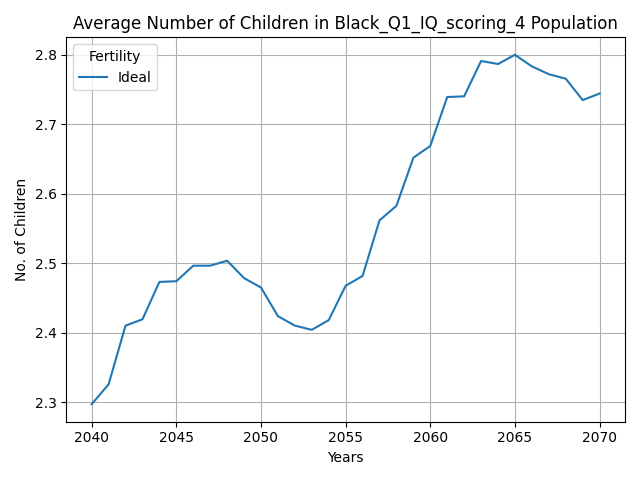 Average Number of Children in Black_Q1_IQ_scoring_4 Population
Fertility
Ideal
No. of Children
2.8
2.7
2.6
2.5
2.4
2.3
2040 2045 2050 2055 2060 2065 2070
Years